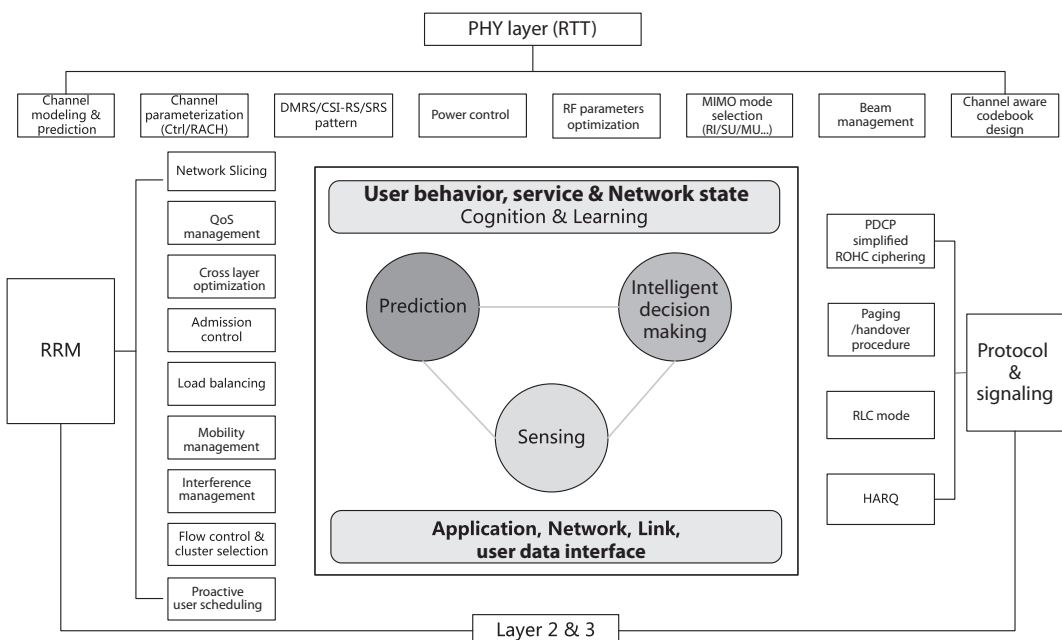 PHY layer (RTT)
Channel
modeling &
prediction
Channel
parameterization
(Ctrl/RACH)
DMRS/CSI-RS/SRS
pattern
Power control
RF parameters
optimization
MIMO mode
selection
(RI/SU/MU...)
Beam
management
Channel aware
codebook
design
RRM
Network Slicing
QoS
management
Cross layer
optimization
Admission
control
Load balancing
Mobility
management
Interference
management
Flow control &
cluster selection
Proactive
user scheduling
User behavior, service & Network state
Cognition & Learning
Prediction
Intelligent
decision
making
Sensing
Application, Network, Link,
user data interface
PDCP
simplified
ROHC ciphering
Paging
/handover
procedure
RLC mode
HARQ
Protocol
&
signaling
Layer 2 & 3